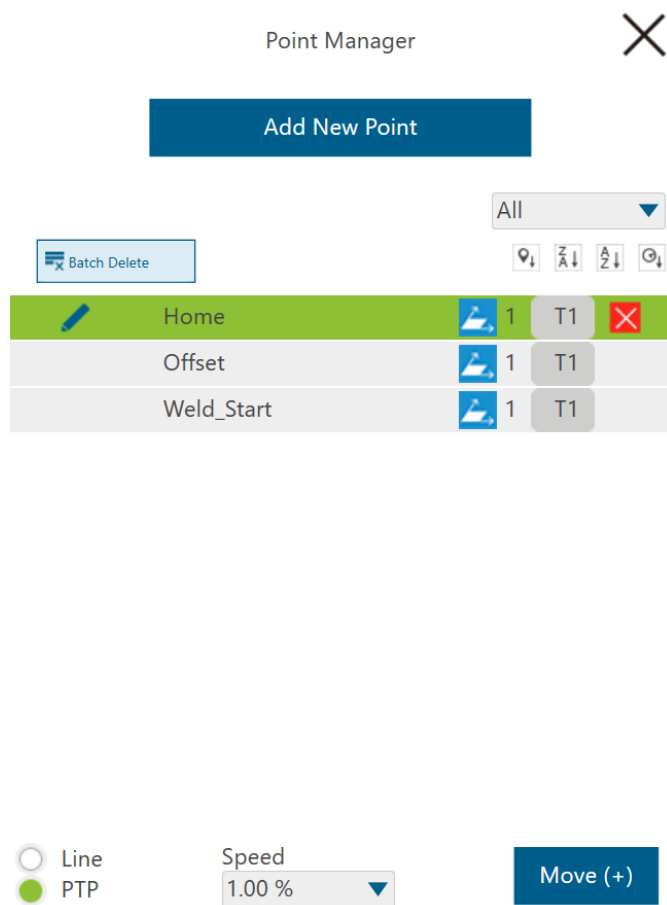 Point Manager
Add New Point
All
Batch Delete
Z A A Z
Home 1 T1
Offset 1 T1
Weld_Start 1 T1
Line Speed
PTP 1.00 % Move (+)